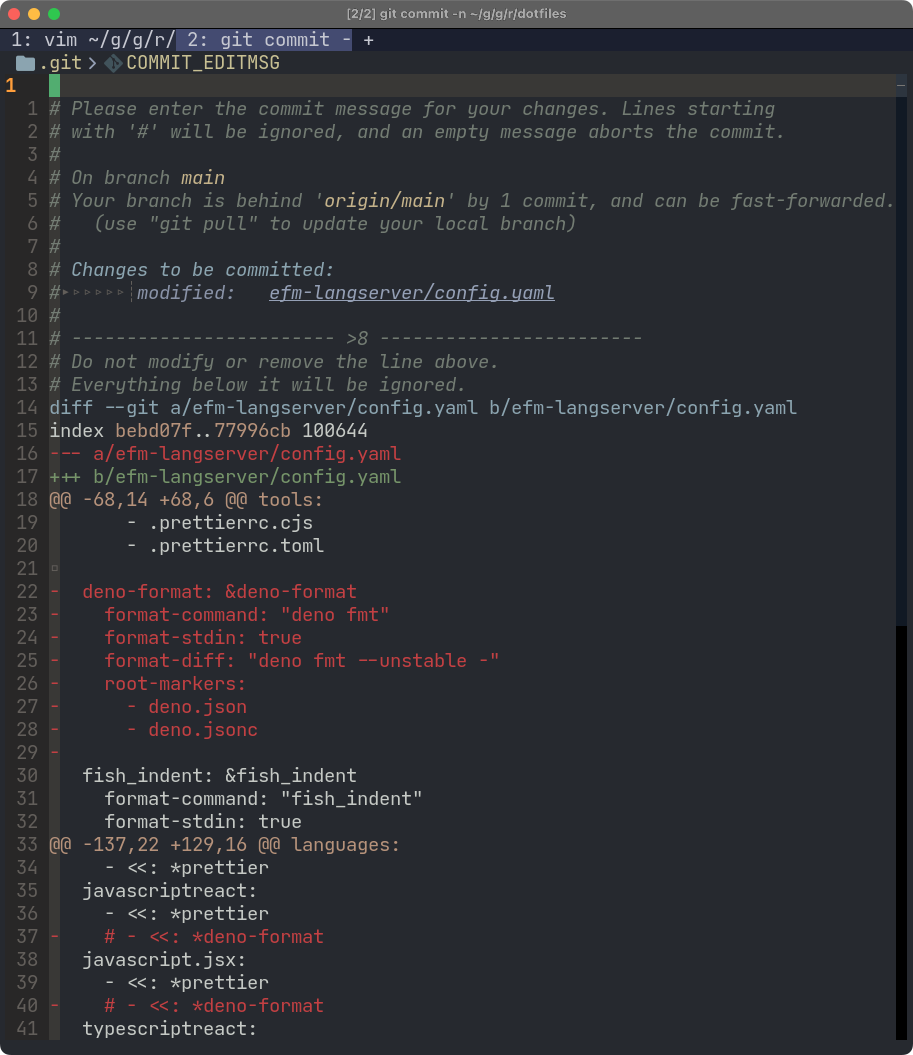 [2/2] git commit -n ~/g/g/r/dotfiles
1: vim ~/g/g/r/ 2: git commit - +
.git > COMMIT_EDITMSG
1
1 # Please enter the commit message for your changes. Lines starting
2 # with '#' will be ignored, and an empty message aborts the commit.
3 #
4 # On branch main
5 # Your branch is behind 'origin/main' by 1 commit, and can be fast-forwarded.
6 #   (use "git pull" to update your local branch)
7 #
8 # Changes to be committed:
9 #▸▹▹▹▹▹┊modified:   efm-langserver/config.yaml
10 #
11 # ------------------------ >8 ------------------------
12 # Do not modify or remove the line above.
13 # Everything below it will be ignored.
14 diff --git a/efm-langserver/config.yaml b/efm-langserver/config.yaml
15 index bebd07f..77996cb 100644
16 --- a/efm-langserver/config.yaml
17 +++ b/efm-langserver/config.yaml
18 @@ -68,14 +68,6 @@ tools:
19        - .prettierrc.cjs
20        - .prettierrc.toml
21
22 -  deno-format: &deno-format
23 -    format-command: "deno fmt"
24 -    format-stdin: true
25 -    format-diff: "deno fmt --unstable -"
26 -    root-markers:
27 -      - deno.json
28 -      - deno.jsonc
29 -
30    fish_indent: &fish_indent
31      format-command: "fish_indent"
32      format-stdin: true
33 @@ -137,22 +129,16 @@ languages:
34      - <<: *prettier
35    javascriptreact:
36      - <<: *prettier
37 -    # - <<: *deno-format
38    javascript.jsx:
39      - <<: *prettier
40 -    # - <<: *deno-format
41    typescriptreact: